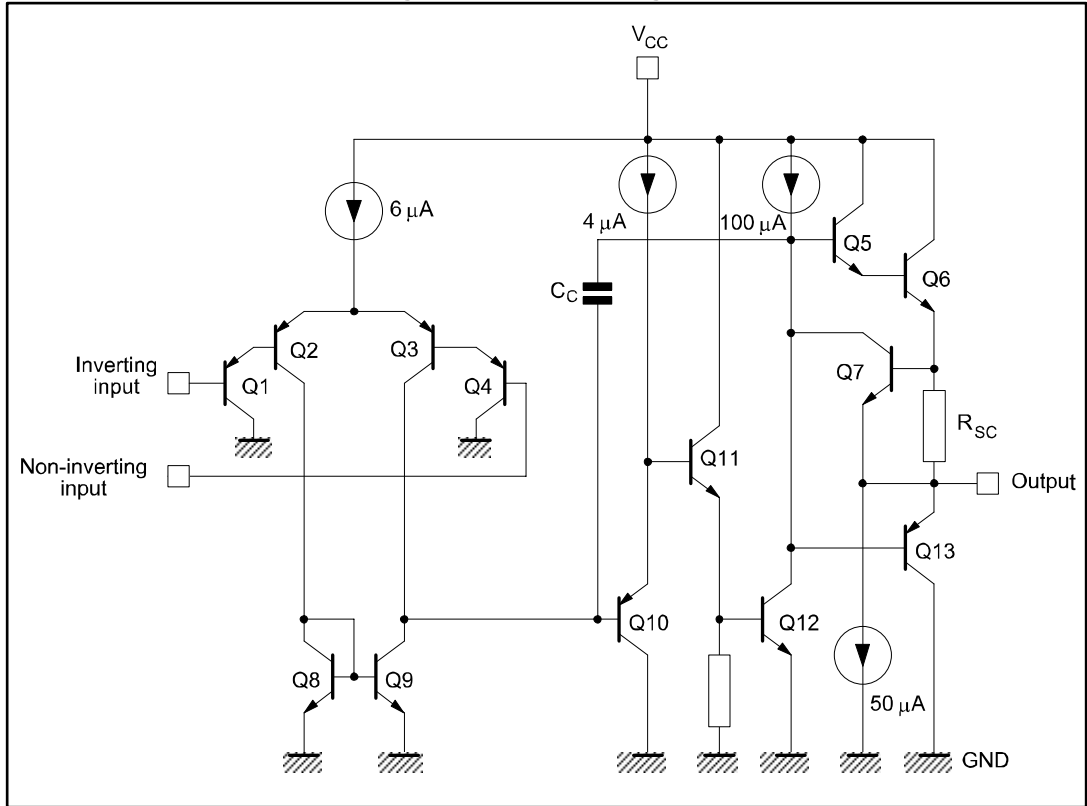 V_CC
6 µA
4 µA
100 µA
Q5
Q6
C_C
Q2
Q3
Inverting
input
Q1
Q4
Q7
R_SC
Non-inverting
input
Q11
Output
Q13
Q10
Q12
Q8
Q9
50 µA
GND